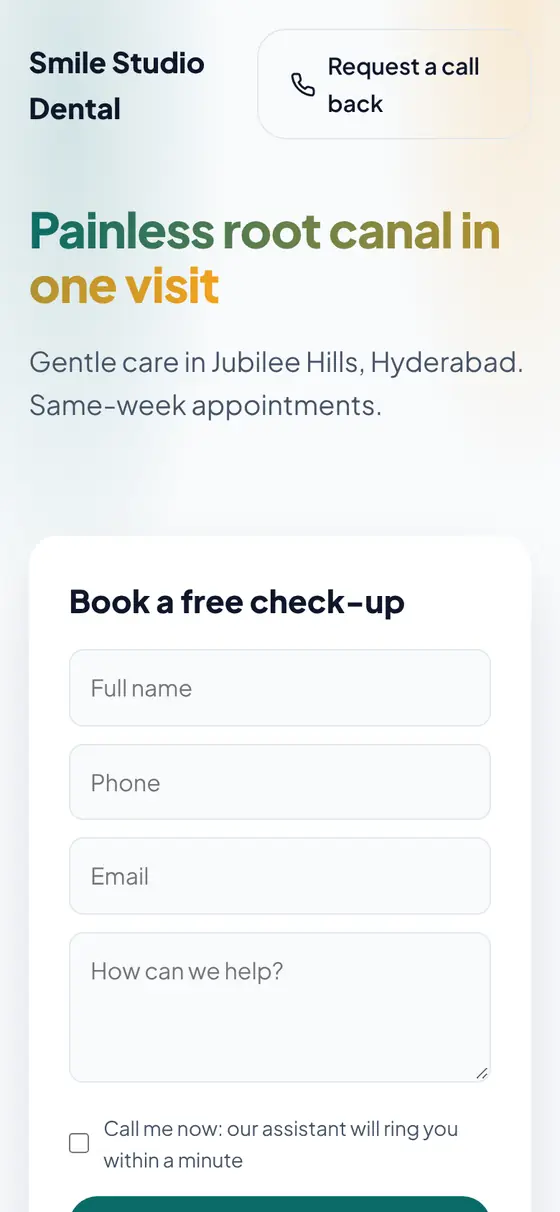 Smile Studio
Dental
Request a call
back
Painless root canal in
one visit
Gentle care in Jubilee Hills, Hyderabad.
Same-week appointments.
Book a free check-up
Full name
Phone
Email
How can we help?
Call me now: our assistant will ring you
within a minute